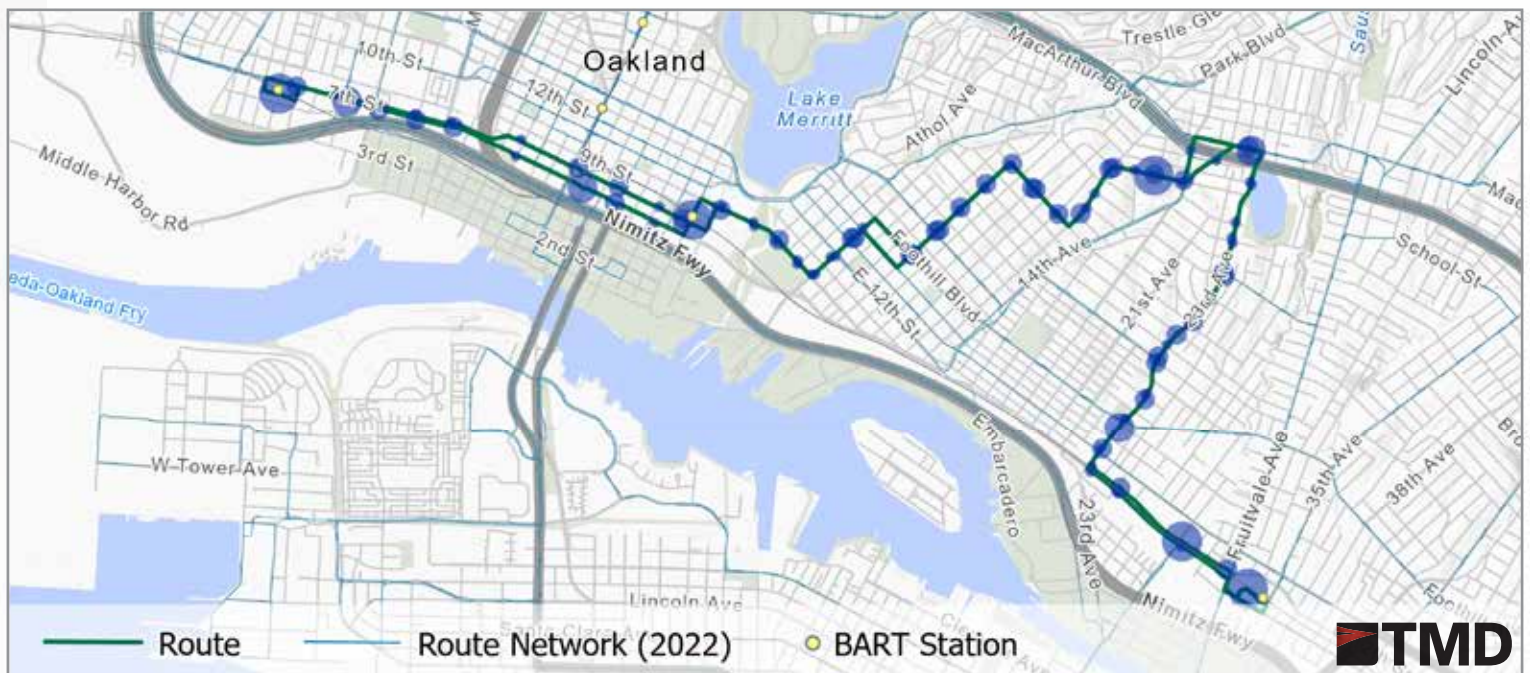 MacArthur Blvd
Trestle Gle
Park Blvd
Lincoln A
10th St
Oakland
12th St
Lake
Merritt
Athol Ave
7th St
9th St
3rd St
Middle Harbor Rd
2nd St
Nimitz Fwy
Foothill Blvd
14th Ave
E 12th St
21st Ave
23rd Ave
School St
eda-Oakland Fry
W Tower Ave
Embarcadero
23rd Ave
Fruitvale Ave
35th Ave
38th Ave
Bro
Lincoln Ave
Nimitz Fwy
Foothill
Route
Route Network (2022)
BART Station
TMD